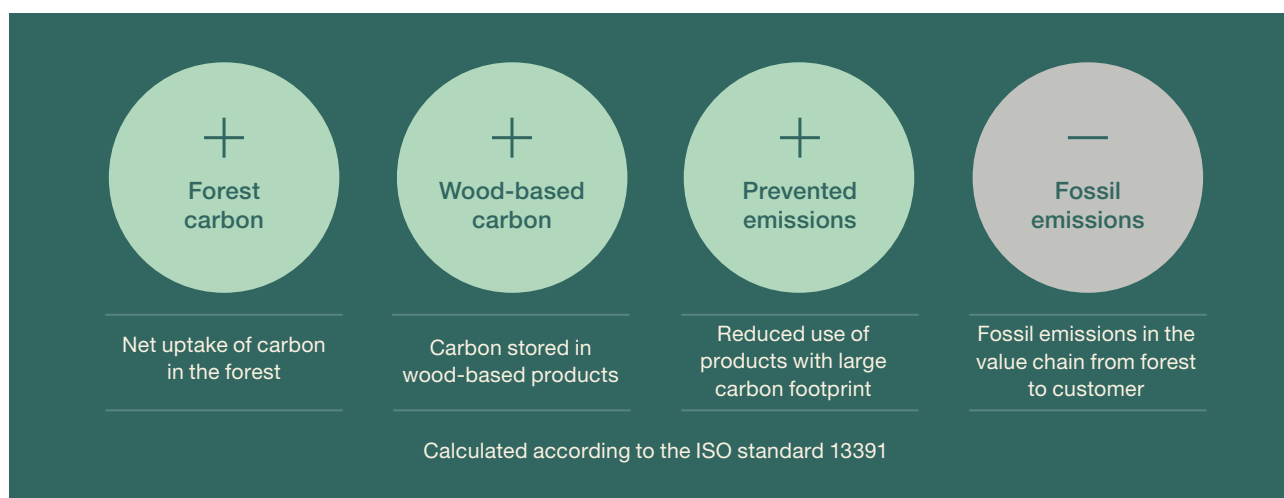 +
Forest
carbon
+
Wood-based
carbon
+
Prevented
emissions
–
Fossil
emissions
Net uptake of carbon
in the forest
Carbon stored in
wood-based products
Reduced use of
products with large
carbon footprint
Fossil emissions in the
value chain from forest
to customer
Calculated according to the ISO standard 13391